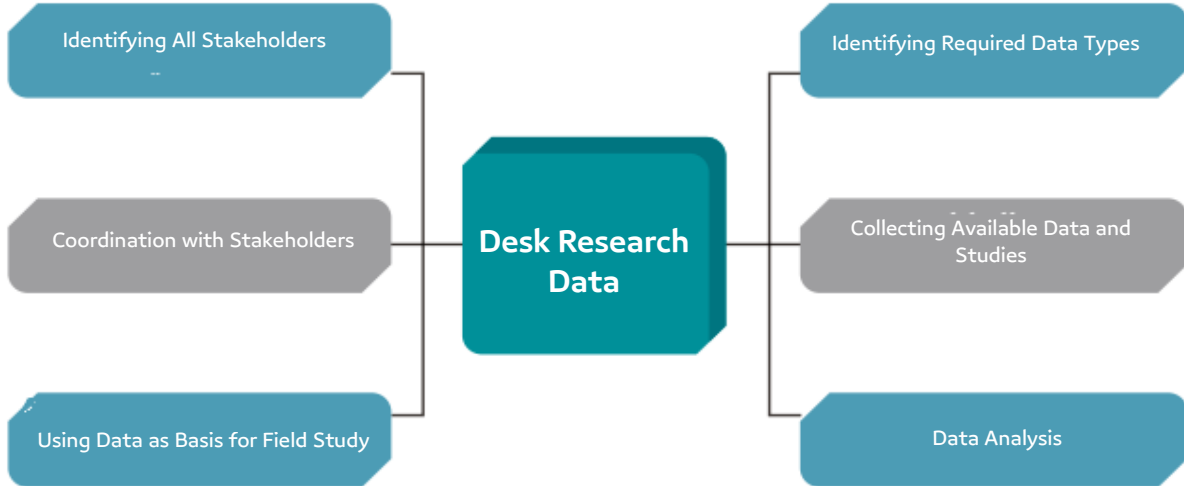 Identifying All Stakeholders
Identifying Required Data Types
Coordination with Stakeholders
Desk Research
Data
Collecting Available Data and
Studies
Using Data as Basis for Field Study
Data Analysis